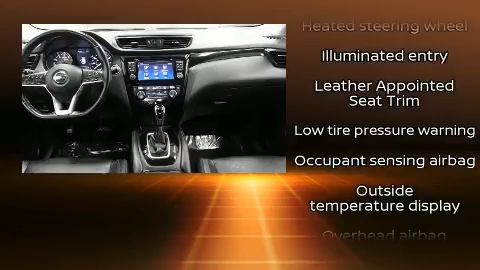 Heated steering wheel
Illuminated entry
Leather Appointed
Seat Trim
Low tire pressure warning
Occupant sensing airbag
Outside
temperature display
Overhead airbag